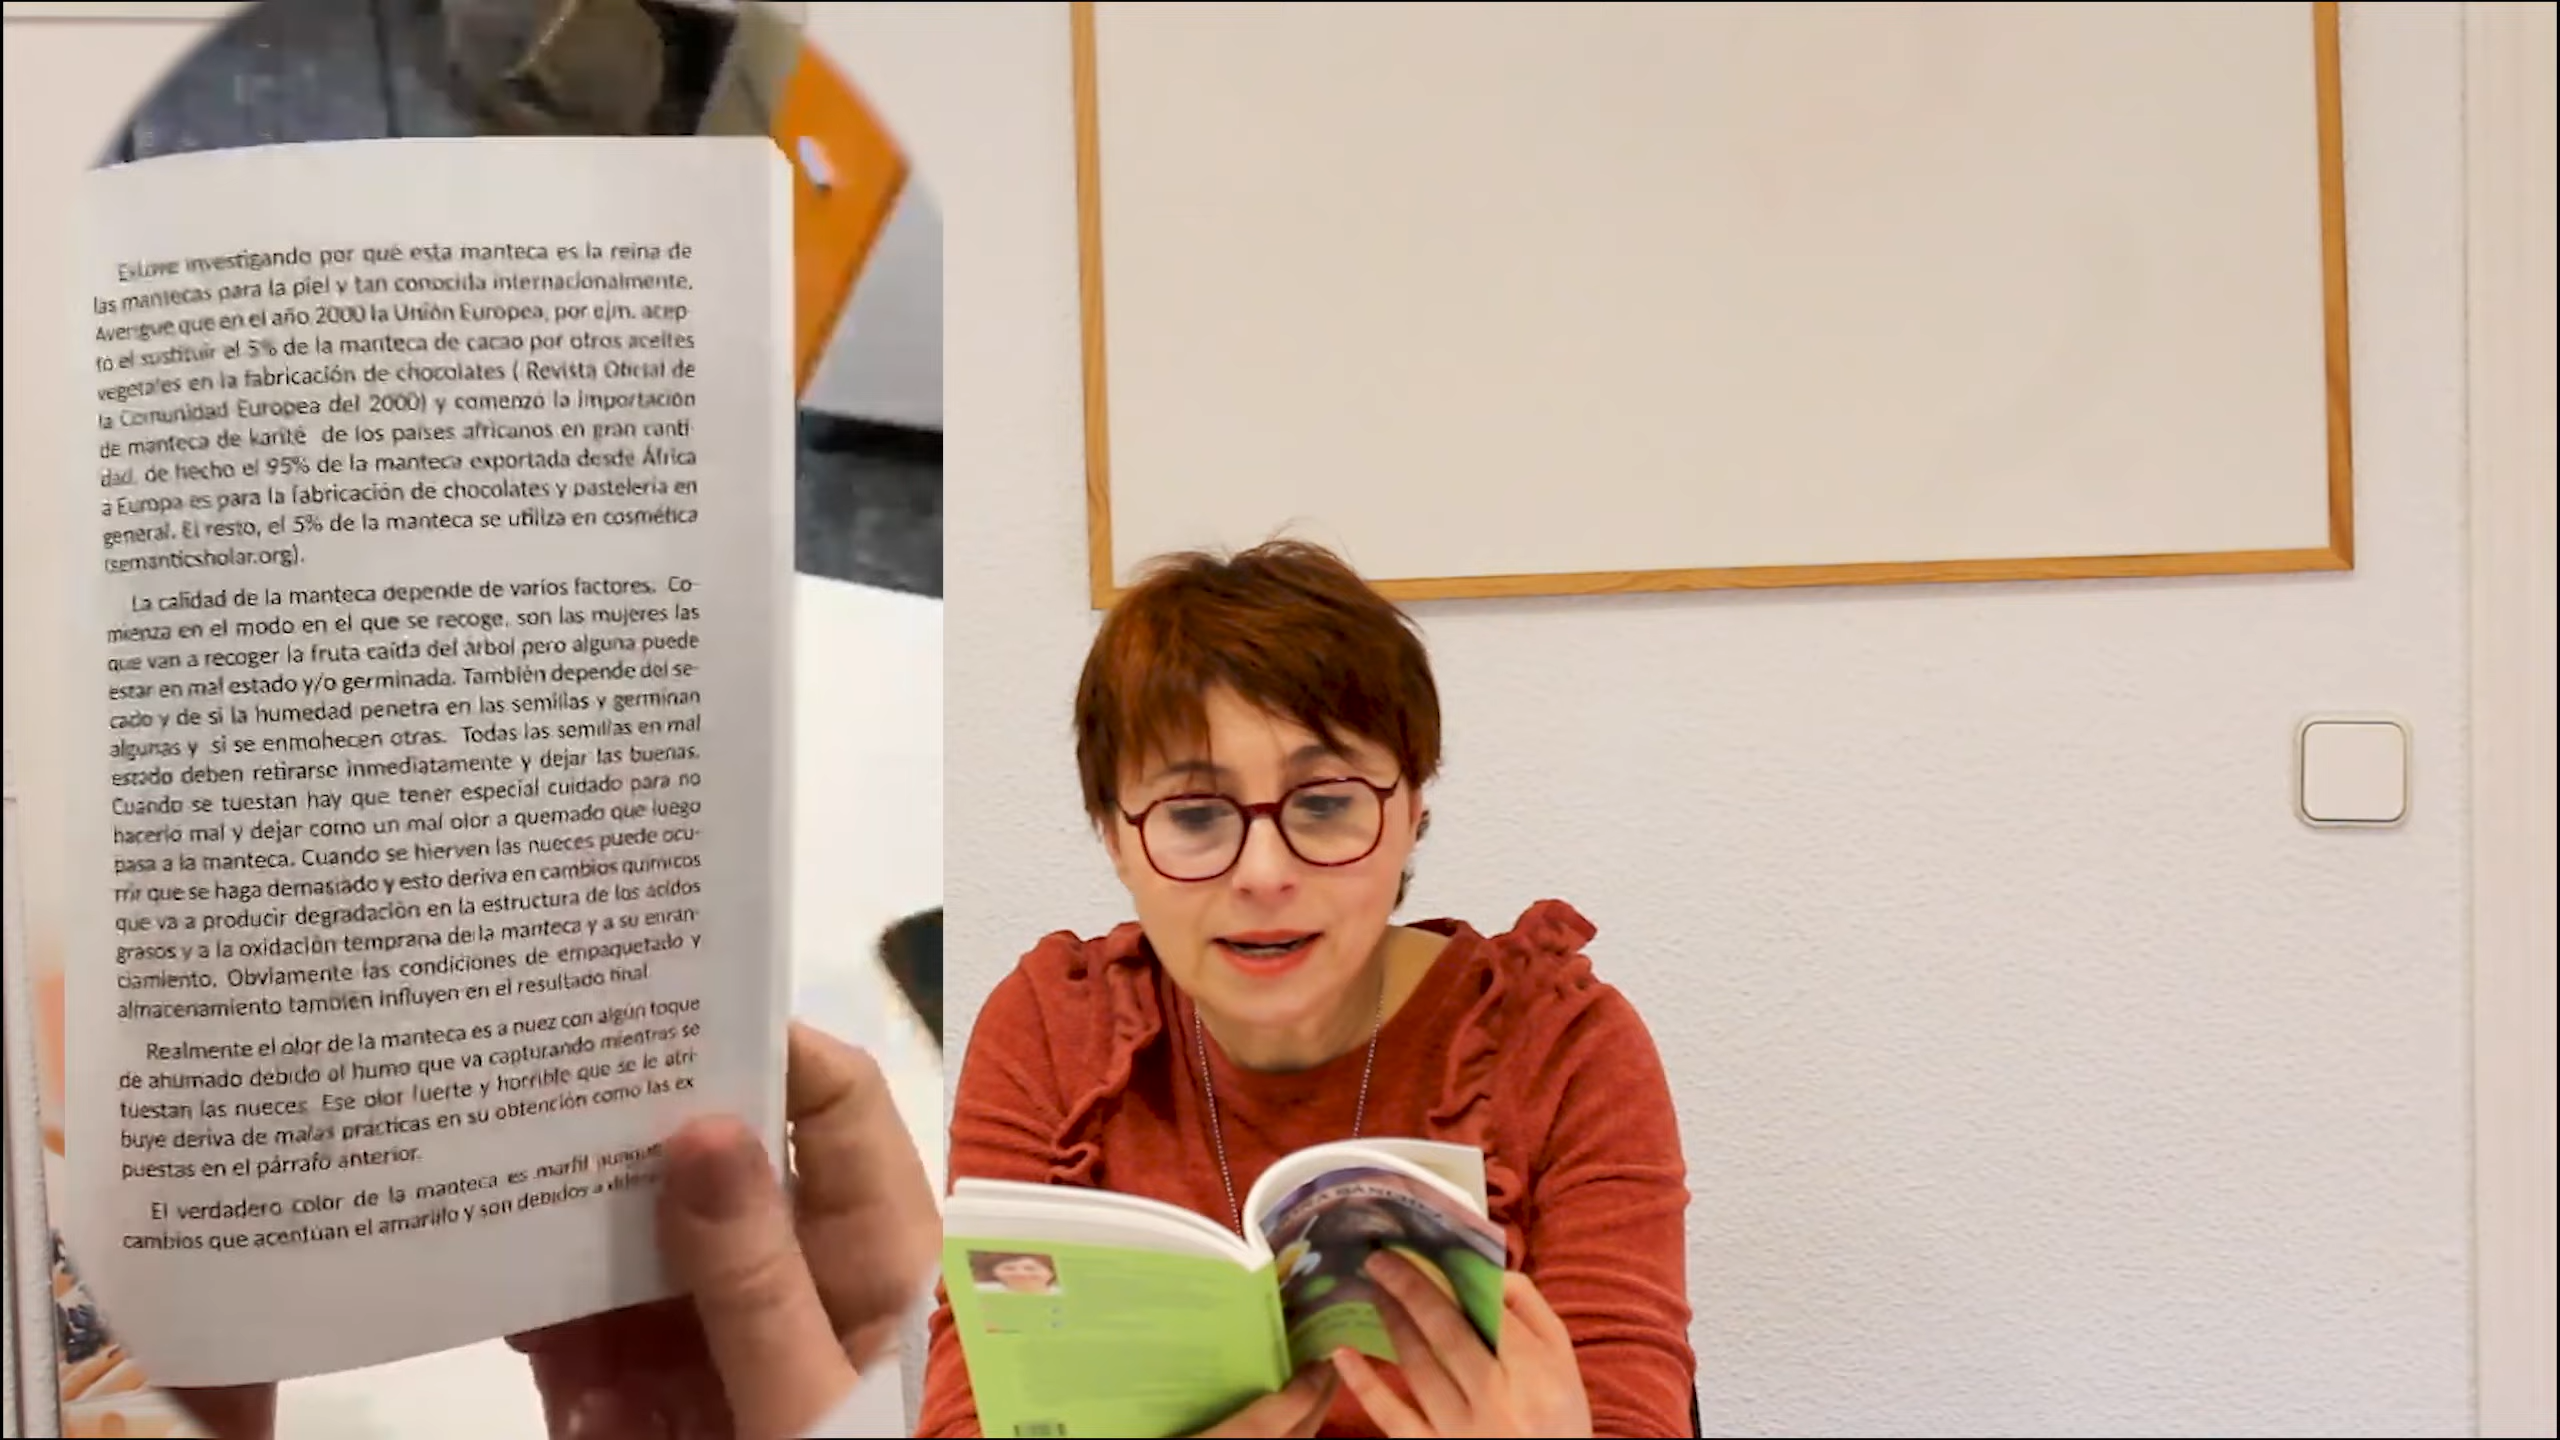 Estuve investigando por qué esta manteca es la reina de
las mantecas para la piel y tan conocida internacionalmente.
Averigue que en el año 2000 la Unión Europea, por ejm. acep-
tó el sustituir el 5% de la manteca de cacao por otros aceites
vegetales en la fabricación de chocolates ( Revista Oficial de
la Comunidad Europea del 2000) y comenzó la importación
de manteca de karité de los países africanos en gran canti-
dad, de hecho el 95% de la manteca exportada desde África
a Europa es para la fabricación de chocolates y pastelería en
general. El resto, el 5% de la manteca se utiliza en cosmética
(semanticsholar.org).
La calidad de la manteca depende de varios factores. Co-
mienza en el modo en el que se recoge, son las mujeres las
que van a recoger la fruta caída del árbol pero alguna puede
estar en mal estado y/o germinada. También depende del se-
cado y de si la humedad penetra en las semillas y germinan
algunas y si se enmohecen otras. Todas las semillas en mal
estado deben retirarse inmediatamente y dejar las buenas.
Cuando se tuestan hay que tener especial cuidado para no
hacerlo mal y dejar como un mal olor a quemado que luego
pasa a la manteca. Cuando se hierven las nueces puede ocu-
rrir que se haga demasiado y esto deriva en cambios químicos
que va a producir degradación en la estructura de los ácidos
grasos y a la oxidación temprana de la manteca y a su enran-
ciamiento. Obviamente las condiciones de empaquetado y
almacenamiento también influyen en el resultado final.
Realmente el olor de la manteca es a nuez con algún toque
de ahumado debido al humo que va capturando mientras se
tuestan las nueces. Ese olor fuerte y horrible que se le atri-
buye deriva de malas prácticas en su obtención como las ex
puestas en el párrafo anterior.
El verdadero color de la manteca es marfil aunque
cambios que acentúan el amarillo y son debidos a